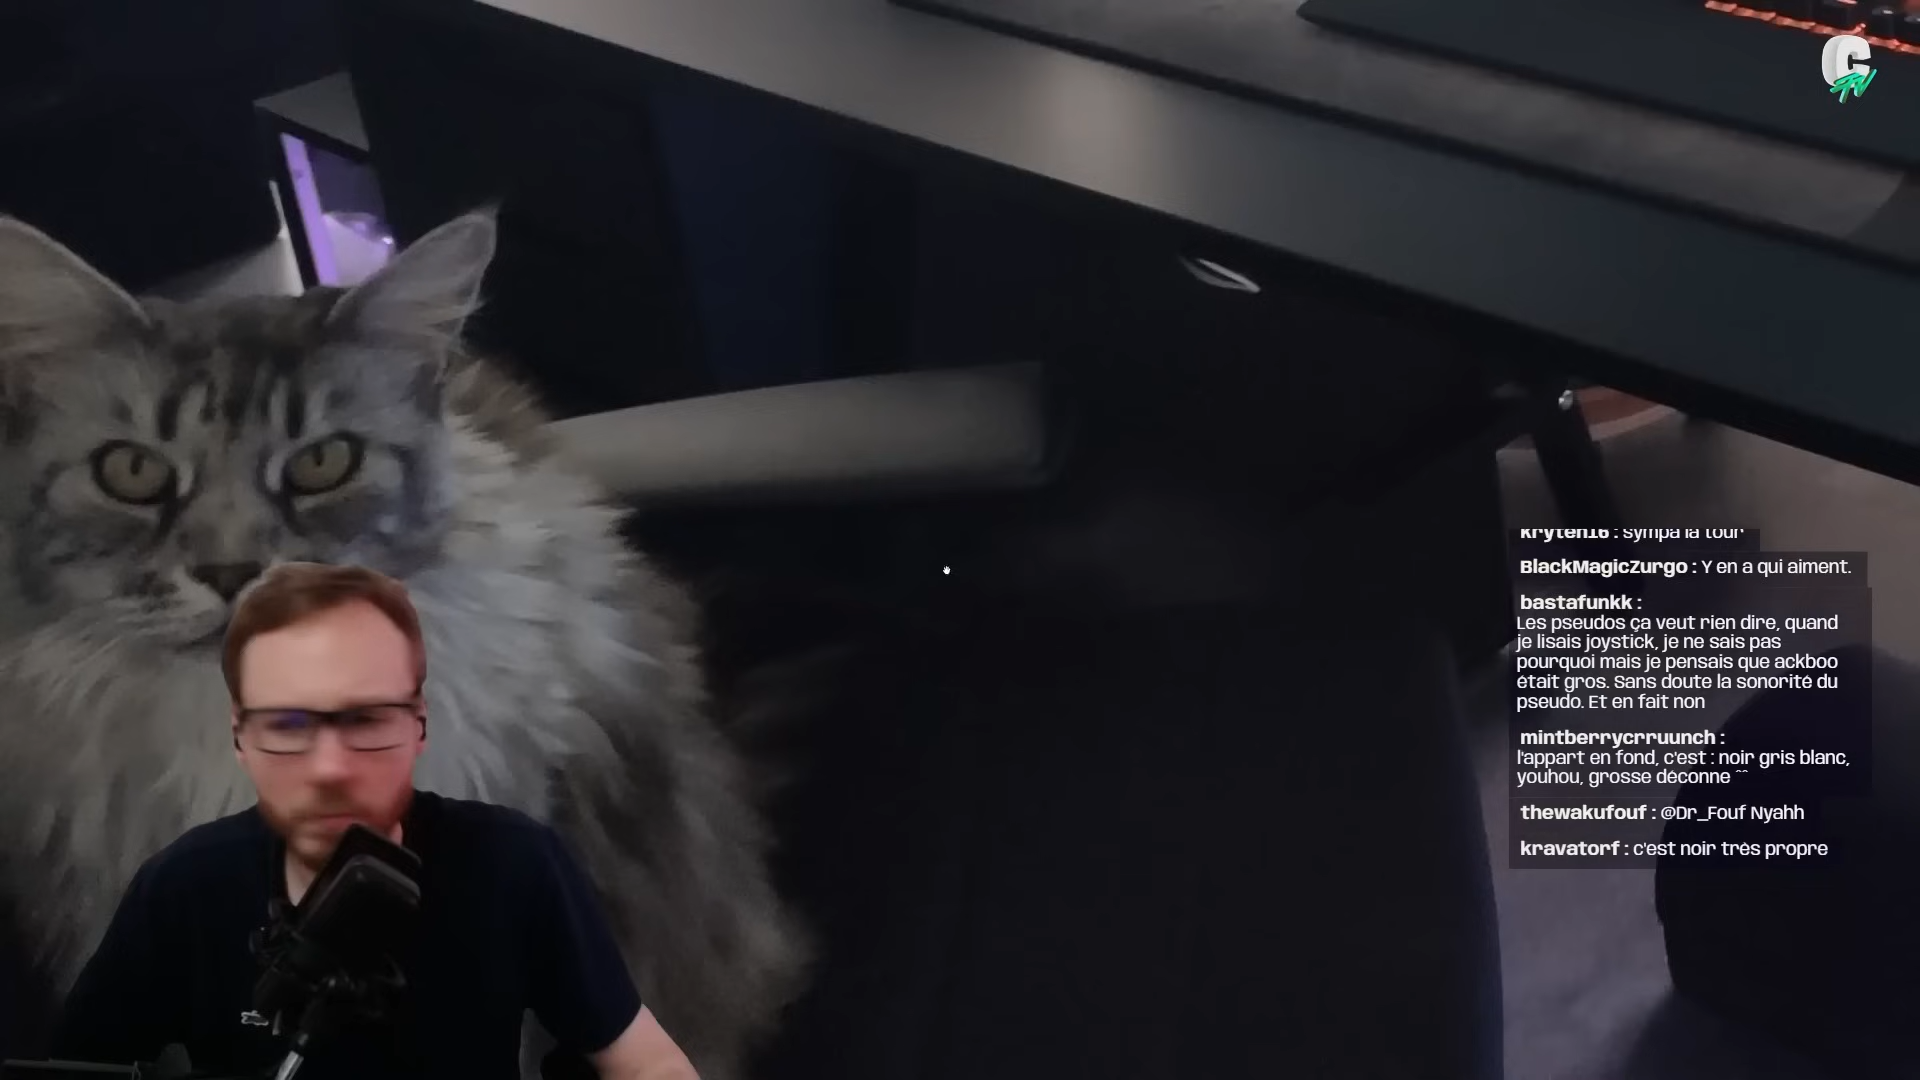 C
TV
kryten16 : sympa la tour
BlackMagicZurgo : Y en a qui aiment.
bastafunkk :
Les pseudos ça veut rien dire, quand
je lisais joystick, je ne sais pas
pourquoi mais je pensais que ackboo
était gros. Sans doute la sonorité du
pseudo. Et en fait non
mintberrycrruunch :
l'appart en fond, c'est : noir gris blanc,
youhou, grosse déconne ^^
thewakufouf : @Dr_Fouf Nyahh
kravatorf : c'est noir très propre